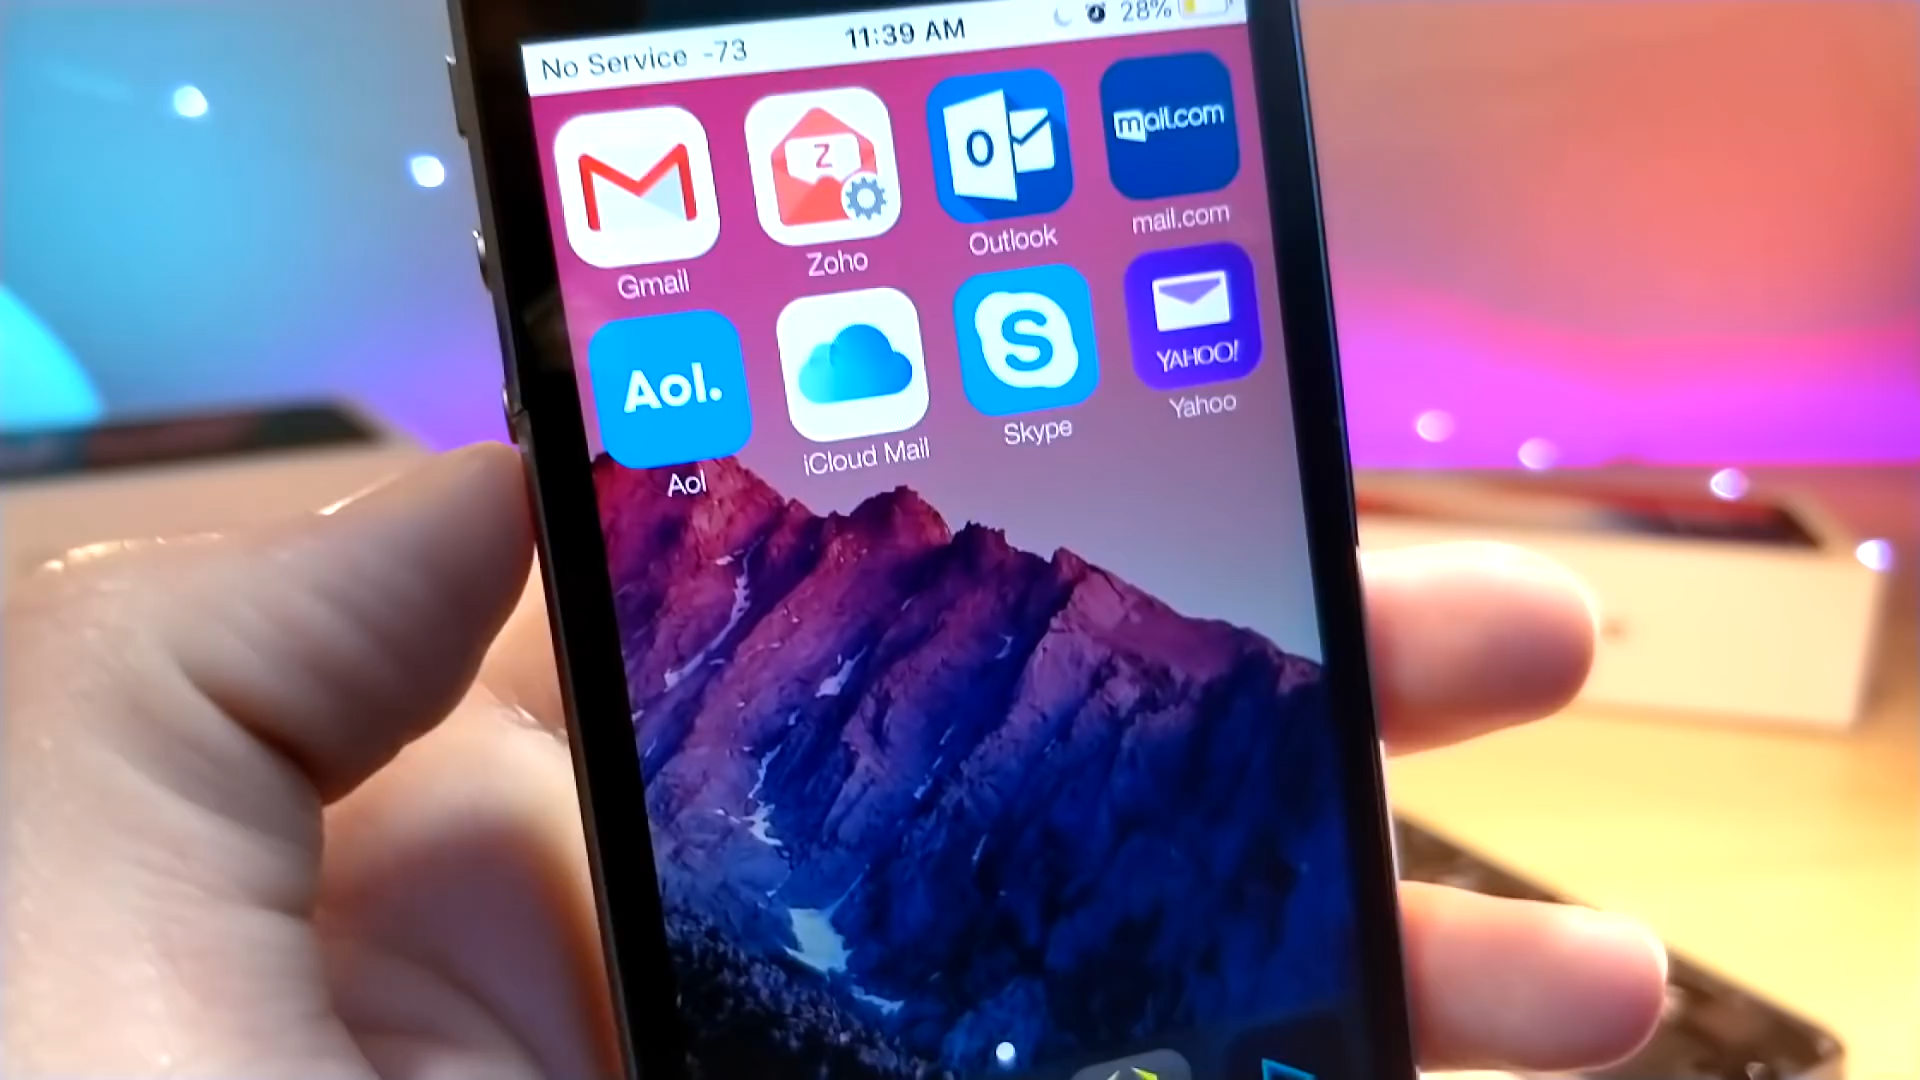 No Service -73 11:39 AM 28%
Z
O
mail.com
Gmail Zoho Outlook mail.com
Aol.
S
YAHOO!
Aol iCloud Mail Skype Yahoo